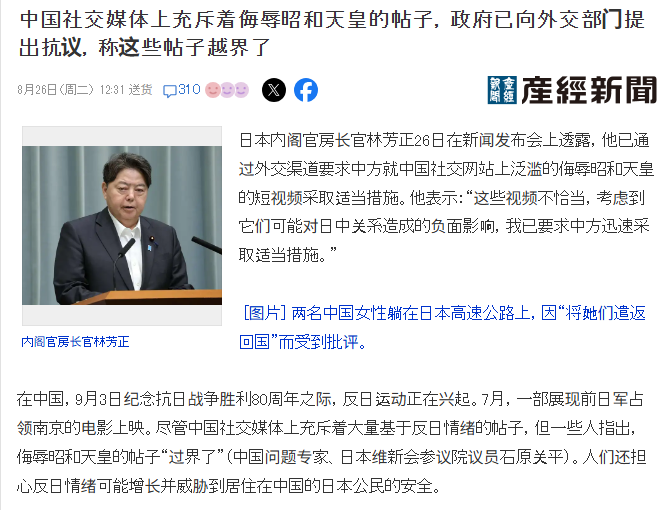 中国社交媒体上充斥着侮辱昭和天皇的帖子，政府已向外交部门提
出抗议，称这些帖子越界了
8月26日(周二) 12:31 送货 310
産経新聞 産經新聞
日本内阁官房长官林芳正26日在新闻发布会上透露，他已通
过外交渠道要求中方就中国社交网站上泛滥的侮辱昭和天皇
的短视频采取适当措施。他表示：“这些视频不恰当，考虑到
它们可能对日中关系造成的负面影响，我已要求中方迅速采
取适当措施。”
[图片] 两名中国女性躺在日本高速公路上，因“将她们遣返
回国”而受到批评。
内阁官房长官林芳正
在中国，9月3日纪念抗日战争胜利80周年之际，反日运动正在兴起。7月，一部展现前日军占
领南京的电影上映。尽管中国社交媒体上充斥着大量基于反日情绪的帖子，但一些人指出，
侮辱昭和天皇的帖子“过界了”(中国问题专家、日本维新会参议院议员石原关平)。人们还担
心反日情绪可能增长并威胁到居住在中国的日本公民的安全。